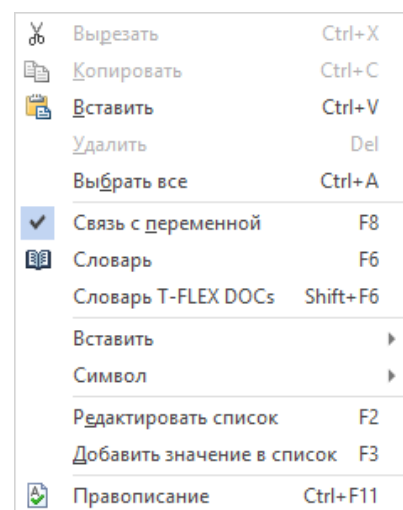 Вырезать Ctrl+X
Копировать Ctrl+C
Вставить Ctrl+V
Удалить Del
Выбрать все Ctrl+A
Связь с переменной F8
Словарь F6
Словарь T-FLEX DOCs Shift+F6
Вставить
Символ
Редактировать список F2
Добавить значение в список F3
Правописание Ctrl+F11